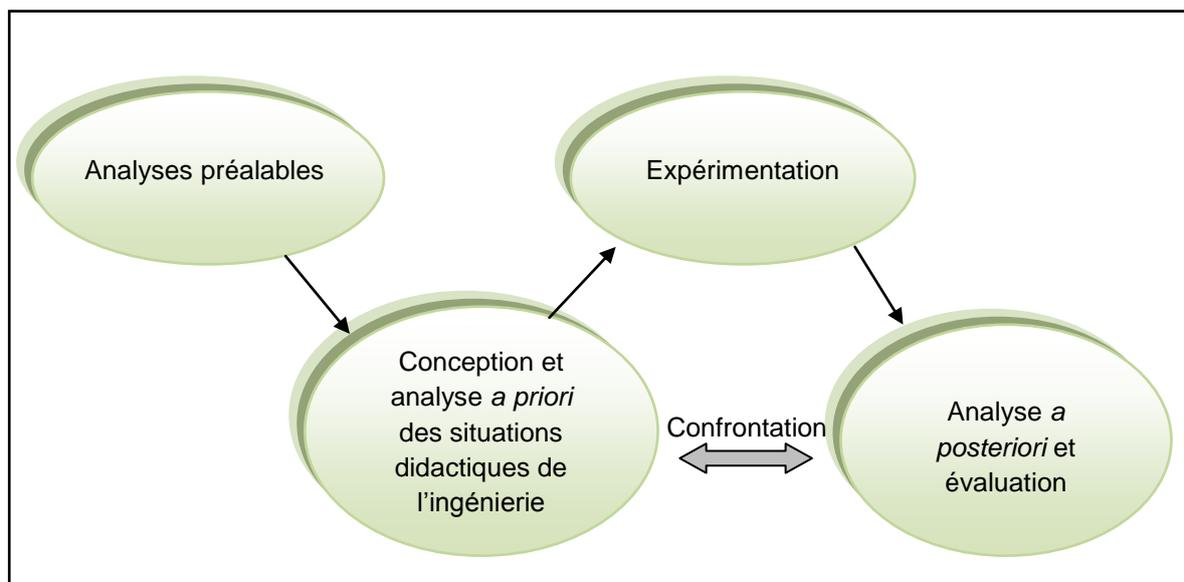 Analyses préalables
Expérimentation
Conception et
analyse a priori
des situations
didactiques de
l’ingénierie
Confrontation
Analyse a
posteriori et
évaluation